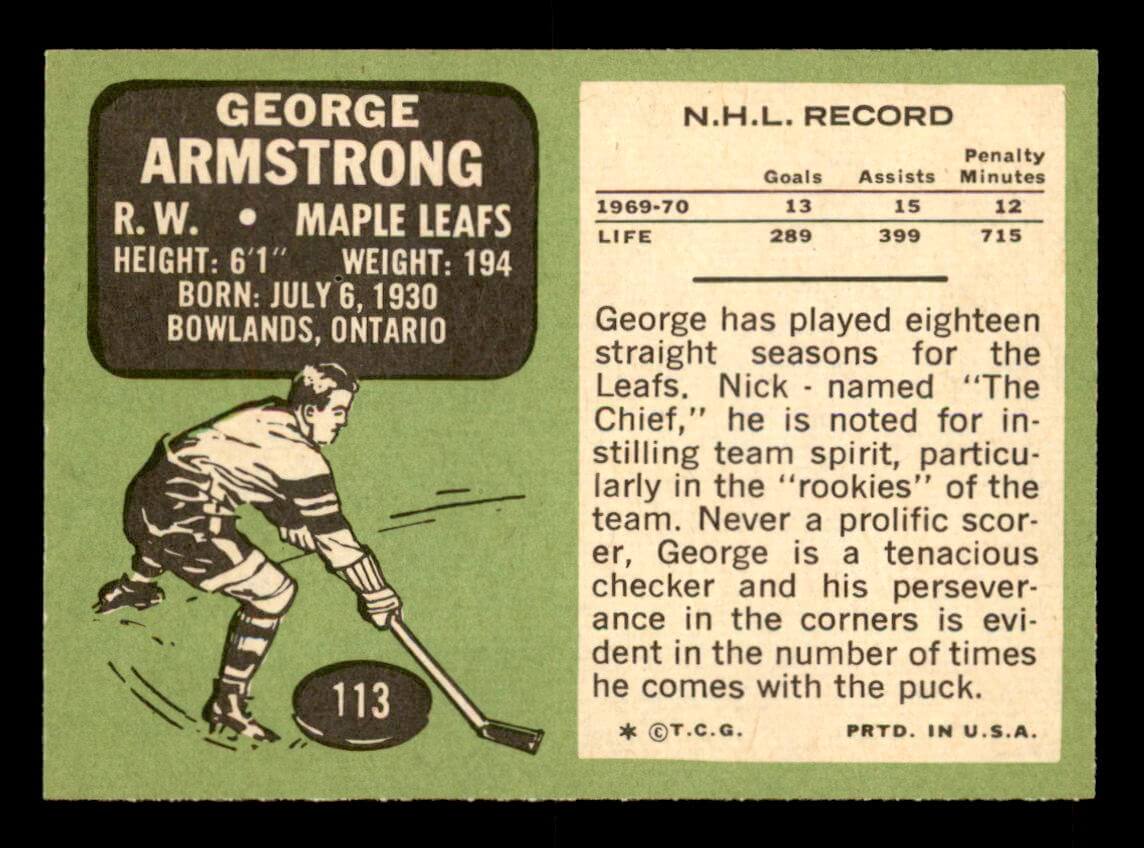 GEORGE
ARMSTRONG
R.W. • MAPLE LEAFS
HEIGHT: 6'1" WEIGHT: 194
BORN: JULY 6, 1930
BOWLANDS, ONTARIO
113
N.H.L. RECORD
Goals Assists Penalty Minutes
1969-70 13 15 12
LIFE 289 399 715
George has played eighteen
straight seasons for the
Leafs. Nick - named "The
Chief," he is noted for in-
stilling team spirit, particu-
larly in the "rookies" of the
team. Never a prolific scor-
er, George is a tenacious
checker and his persever-
ance in the corners is evi-
dent in the number of times
he comes with the puck.
* ©T.C.G. PRTD. IN U.S.A.